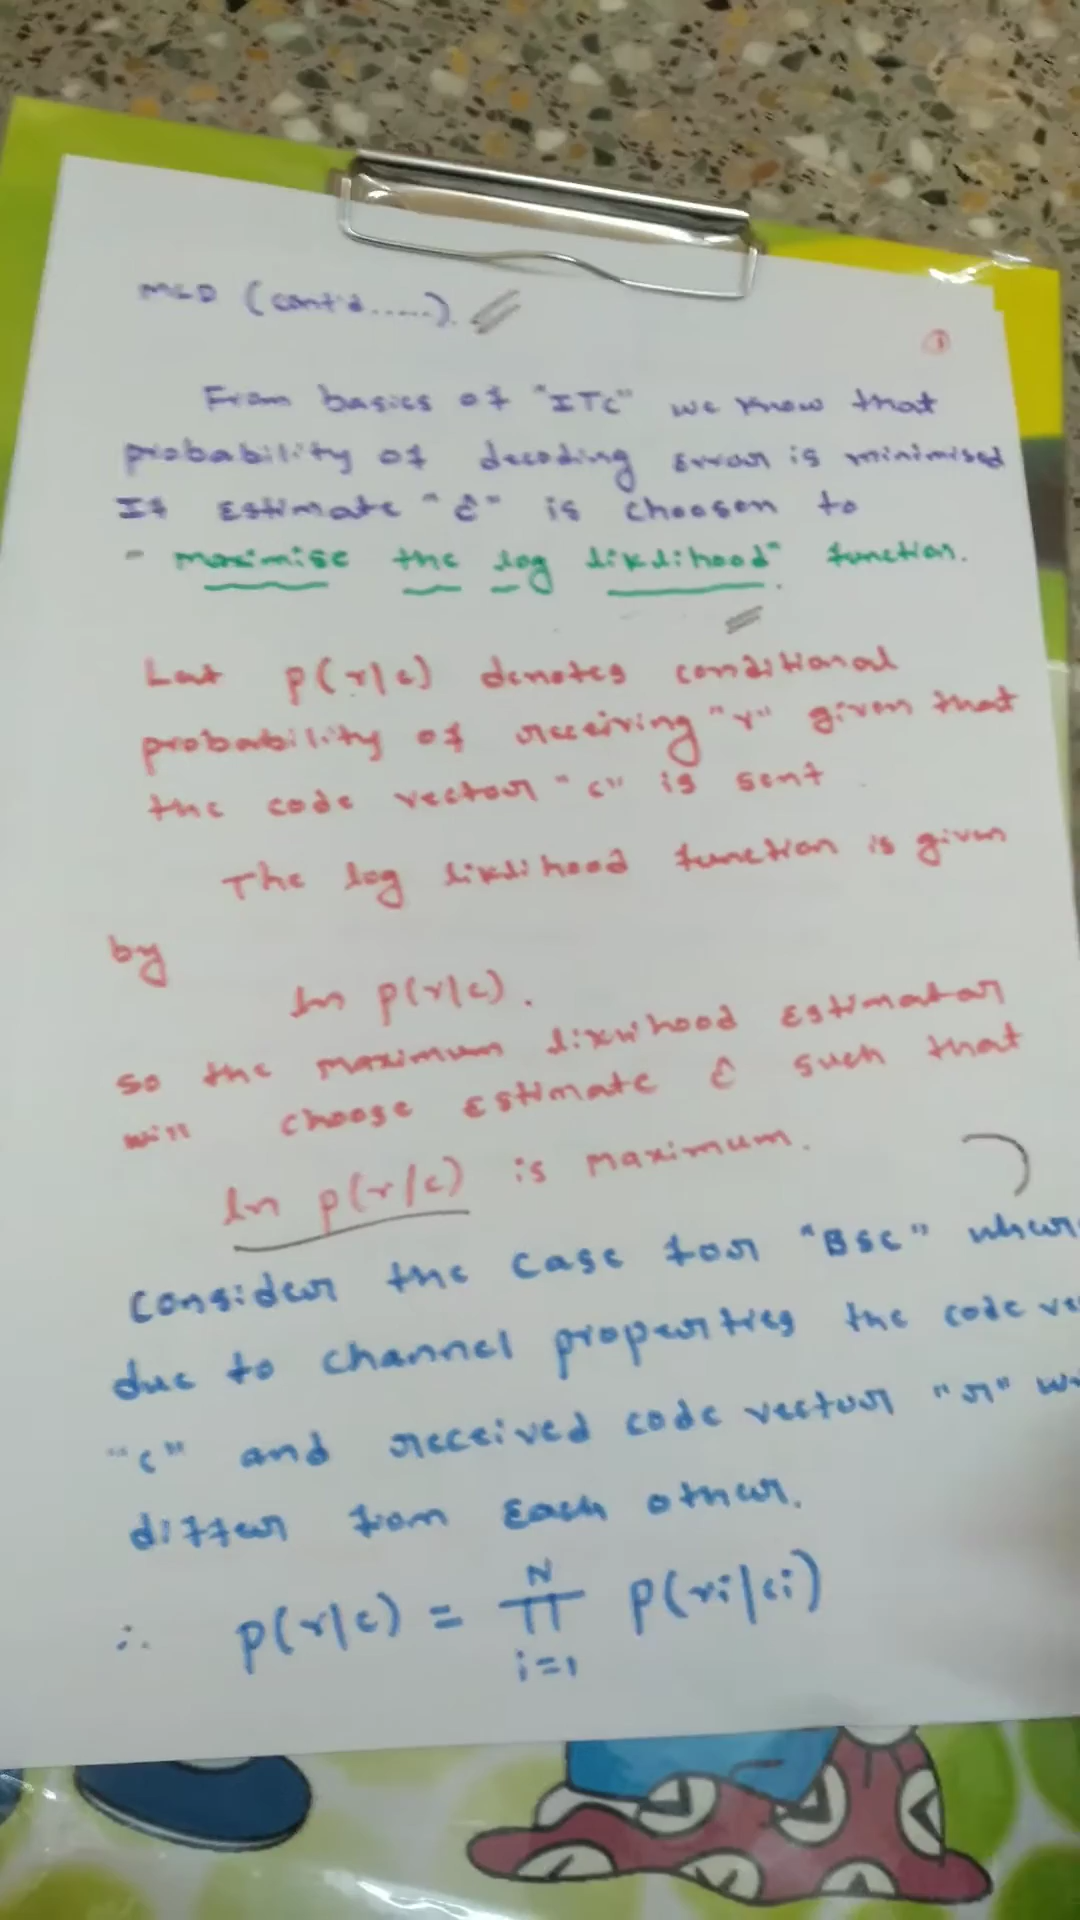 MLD (cont'd......).
1
From basics of "ITC" we know that
probability of decoding Error is minimised
If Estimate "ĉ" is choosen to
"maximise the log liklihood" function.
Let p(r/c) denotes conditional
probability of receiving "r" given that
the code vector "c" is sent
The log liklihood function is given
by
ln p(r/c).
so the maximum liklihood Estimator
will choose Estimate ĉ such that
ln p(r/c) is maximum.
Consider the case for "BSC" where
due to channel properties the code
"c" and received code vector "r"
differ from Each other.
∴ p(r/c) = N π i=1 p(ri/ci)